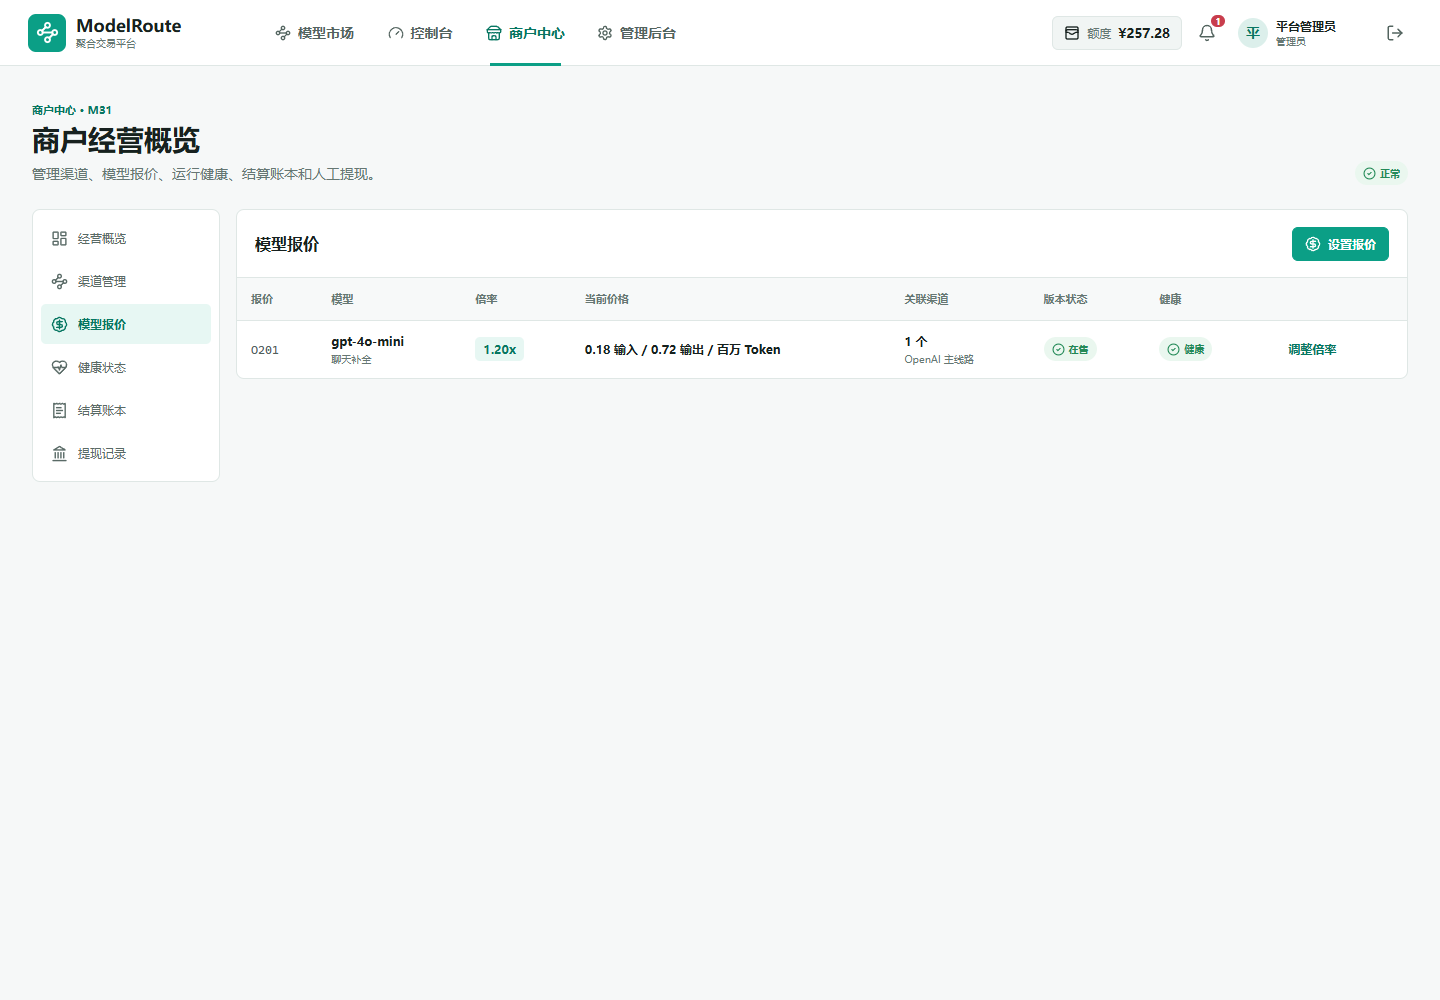 ModelRoute
聚合交易平台
模型市场
控制台
商户中心
管理后台
额度 ¥257.28
1
平
平台管理员
管理员
商户中心 • M31
商户经营概览
管理渠道、模型报价、运行健康、结算账本和人工提现。
正常
经营概览
渠道管理
模型报价
健康状态
结算账本
提现记录
模型报价
设置报价
报价 模型 倍率 当前价格 关联渠道 版本状态 健康
O201
gpt-4o-mini
聊天补全
1.20x
0.18 输入 / 0.72 输出 / 百万 Token
1 个
OpenAI 主线路
在售
健康
调整倍率